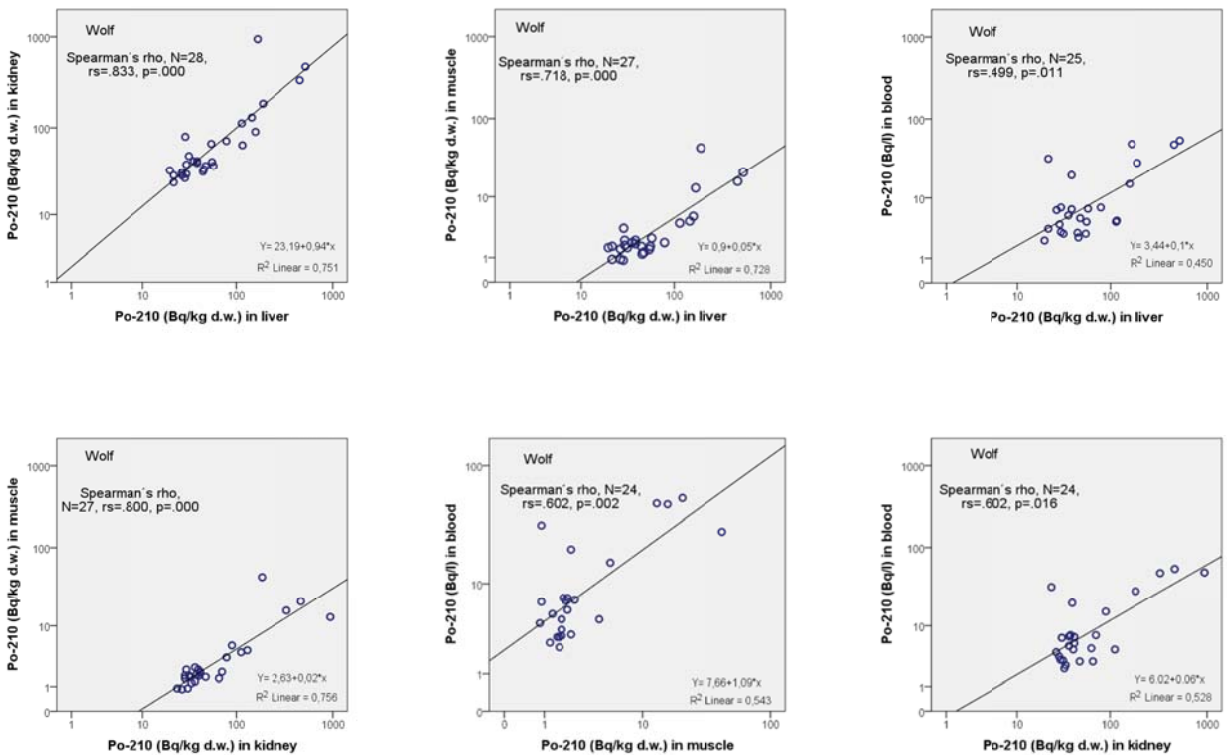 Wolf
Spearman´s rho, N=28,
rs=.833, p=.000
1000
100
10
1
Po-210 (Bq/kg d.w.) in kidney
Y= 23,19+0,94*x
R2 Linear = 0,751
1 10 100 1000
Po-210 (Bq/kg d.w.) in liver
Wolf
Spearman´s rho, N=27,
rs=.718, p=.000
1000
100
10
1
0
Po-210 (Bq/kg d.w.) in muscle
Y= 0,9+0,05*x
R2 Linear = 0,728
1 10 100 1000
Po-210 (Bq/kg d.w.) in liver
Wolf
Spearman´s rho, N=25,
rs=.499, p=.011
1000
100
10
1
0
Po-210 (Bq/l) in blood
Y= 3,44+0,1*x
R2 Linear = 0,450
1 10 100 1000
Po-210 (Bq/kg d.w.) in liver
Wolf
Spearman´s rho,
N=27, rs=.800, p=.000
1000
100
10
1
0
Po-210 (Bq/kg d.w.) in muscle
Y= 2,63+0,02*x
R2 Linear = 0,756
1 10 100 1000
Po-210 (Bq/kg d.w.) in kidney
Wolf
Spearman´s rho, N=24,
rs=.602, p=.002
100
10
1
0
Po-210 (Bq/l) in blood
Y= 7,66+1,09*x
R2 Linear = 0,543
0 1 10 100
Po-210 (Bq/kg d.w.) in muscle
Wolf
Spearman´s rho, N=24,
rs=.602, p=.016
1000
100
10
1
0
Po-210 (Bq/l) in blood
Y= 6,02+0,06*x
R2 Linear = 0,528
1 10 100 1000
Po-210 (Bq/kg d.w.) in kidney